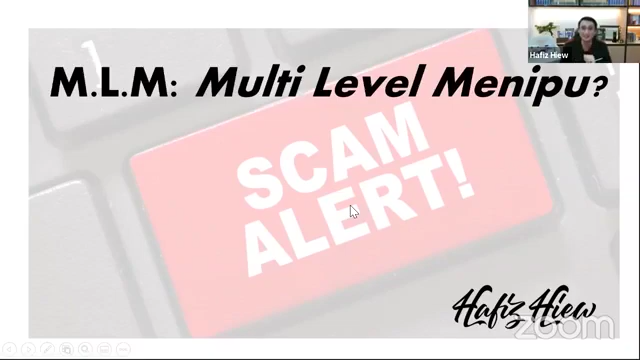 Hafiz Hiew
M.L.M: Multi Level Menipu?
SCAM
ALERT!
Hafiz Hiew
zoom